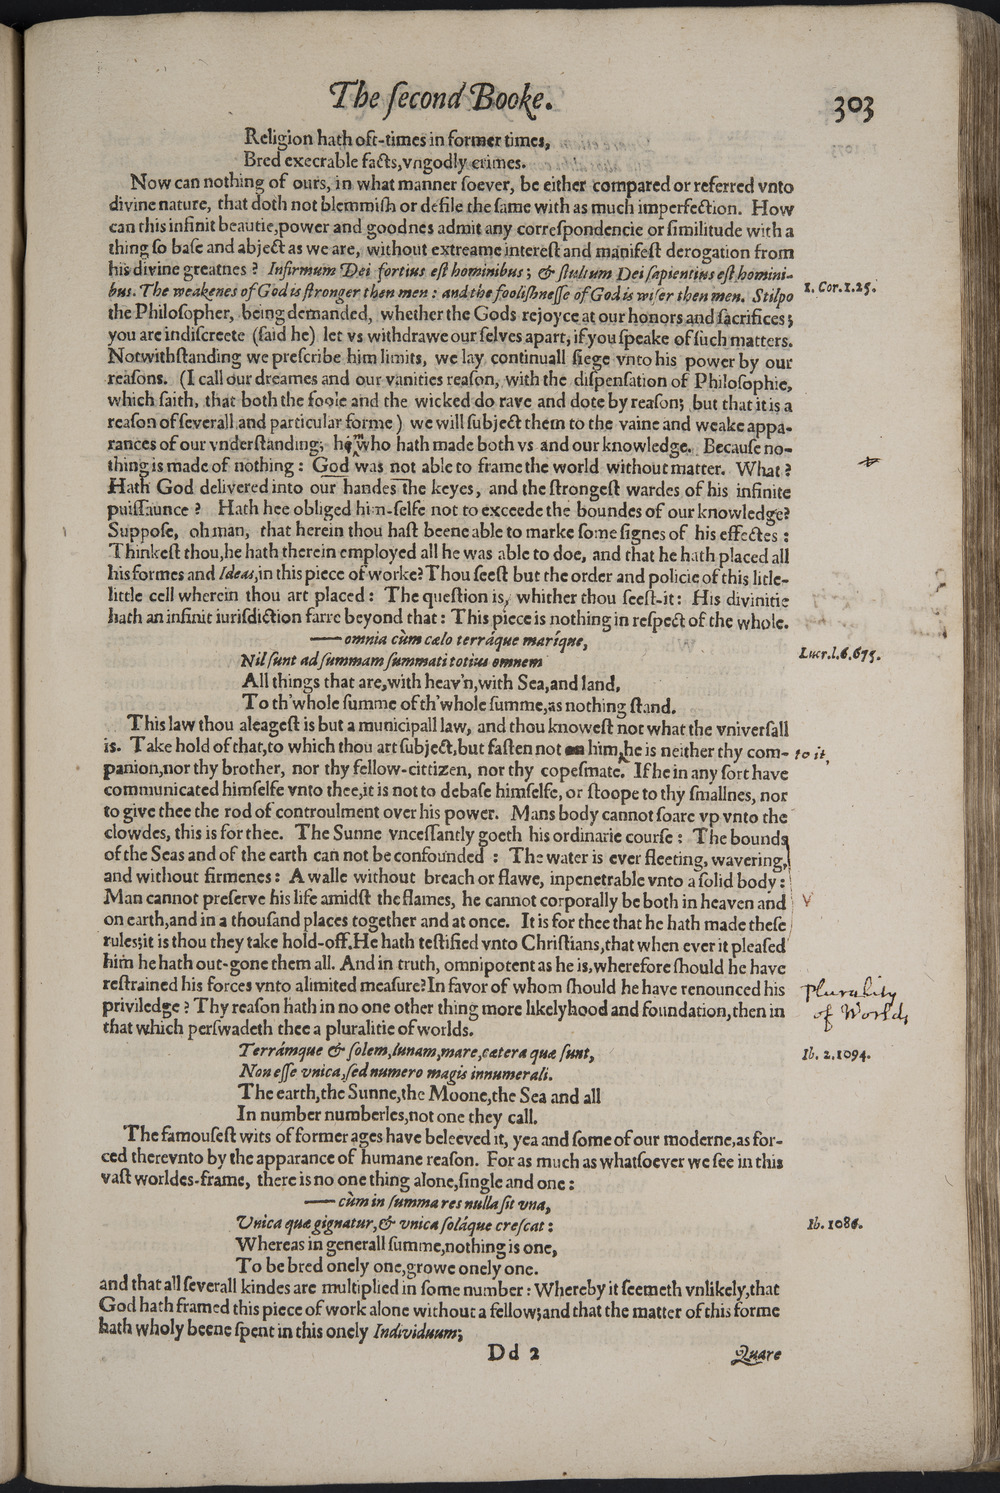 The ſecond Booke. 303
Religion hath oft-times in former times,
Bred execrable facts,vngodly crimes.
Now can nothing of ours, in what manner ſoever, be either compared or referred vnto
divine nature, that doth not blemmiſh or defile the ſame with as much imperfection. How
can this infinit beautie,power and goodnes admit any correſpondencie or ſimilitude with a
thing ſo baſe and abject as we are, without extreame intereſt and manifeſt derogation from
his divine greatnes ? Infirmum Dei fortius eſt hominibus ; & ſtultum Dei ſapientius eſt homini-
bus. The weakenes of God is ſtronger then men : and the fooliſhneſſe of God is wiſer then men. Stilpo 1. Cor.1.25.
the Philoſopher, being demanded, whether the Gods rejoyce at our honors and ſacrifices ;
you are indiſcreete (ſaid he) let vs withdrawe our ſelves apart, if you ſpeake of ſuch matters.
Notwithſtanding we preſcribe him limits, we lay continuall ſiege vnto his power by our
reaſons. (I call our dreames and our vanities reaſon, with the diſpenſation of Philoſophie,
which ſaith, that both the foole and the wicked do rave and dote by reaſon; but that it is a
reaſon of ſeverall and particular forme ) we will ſubject them to the vaine and weake appa-
rances of our vnderſtanding; he who hath made both vs and our knowledge. Becauſe no-
thing is made of nothing : God was not able to frame the world without matter. What ?
Hath God delivered into our handes the keyes, and the ſtrongeſt wardes of his infinite
puiſſaunce ? Hath hee obliged him-ſelfe not to exceede the boundes of our knowledge?
Suppoſe, oh man, that herein thou haſt beene able to marke ſome ſignes of his effectes :
Thinkeſt thou,he hath therein employed all he was able to doe, and that he hath placed all
his formes and Ideas,in this piece of worke? Thou ſeeſt but the order and policie of this litle-
little cell wherein thou art placed : The queſtion is, whither thou ſeeſt-it : His divinitie
hath an infinit iuriſdiction farre beyond that : This piece is nothing in reſpect of the whole.
—— omnia cùm cælo terráque maríque,
Nil ſunt ad ſummam ſummaï totius omnem Lucr.l.6.675.
All things that are,with heav'n,with Sea,and land,
To th'whole ſumme of th'whole ſumme,as nothing ſtand.
This law thou aleageſt is but a municipall law, and thou knoweſt not what the vniverſall
is. Take hold of that,to which thou art ſubject,but faſten not on him, he is neither thy com- to it,
panion,nor thy brother, nor thy fellow-cittizen, nor thy copeſmate. If he in any ſort have
communicated himſelfe vnto thee,it is not to debaſe himſelfe, or ſtoope to thy ſmallnes, nor
to give thee the rod of controulment over his power. Mans body cannot ſoare vp vnto the
clowdes, this is for thee. The Sunne vnceſſantly goeth his ordinarie courſe : The bounds
of the Seas and of the earth can not be confounded : The water is ever fleeting, wavering,
and without firmenes : A walle without breach or flawe, inpenetrable vnto a ſolid body :
Man cannot preſerve his life amidſt the flames, he cannot corporally be both in heaven and
on earth,and in a thouſand places together and at once. It is for thee that he hath made theſe
rules;it is thou they take hold-off.He hath teſtified vnto Chriſtians,that when ever it pleaſed
him he hath out-gone them all. And in truth, omnipotent as he is,wherefore ſhould he have
reſtrained his forces vnto a limited meaſure? In favor of whom ſhould he have renounced his Plurality
priviledge ? Thy reaſon hath in no one other thing more likelyhood and foundation,then in of Worlds
that which perſwadeth thee a pluralitie of worlds.
Terrámque & ſolem,lunam,mare,cætera quæ ſunt, Ib. 2.1094.
Non eſſe vnica,ſed numero magis innumerali.
The earth,the Sunne,the Moone,the Sea and all
In number numberles,not one they call.
The famouſeſt wits of former ages have beleeved it, yea and ſome of our moderne,as for-
ced therevnto by the apparance of humane reaſon. For as much as whatſoever we ſee in this
vaſt worldes-frame, there is no one thing alone,ſingle and one :
—— cùm in ſumma res nulla ſit vna,
Vnica quæ gignatur,& vnica ſoláque creſcat : Ib. 1086.
Whereas in generall ſumme,nothing is one,
To be bred onely one,growe onely one.
and that all ſeverall kindes are multiplied in ſome number : Whereby it ſeemeth vnlikely,that
God hath framed this piece of work alone without a fellow;and that the matter of this forme
hath wholy beene ſpent in this onely Individuum;
Dd 2 Quare